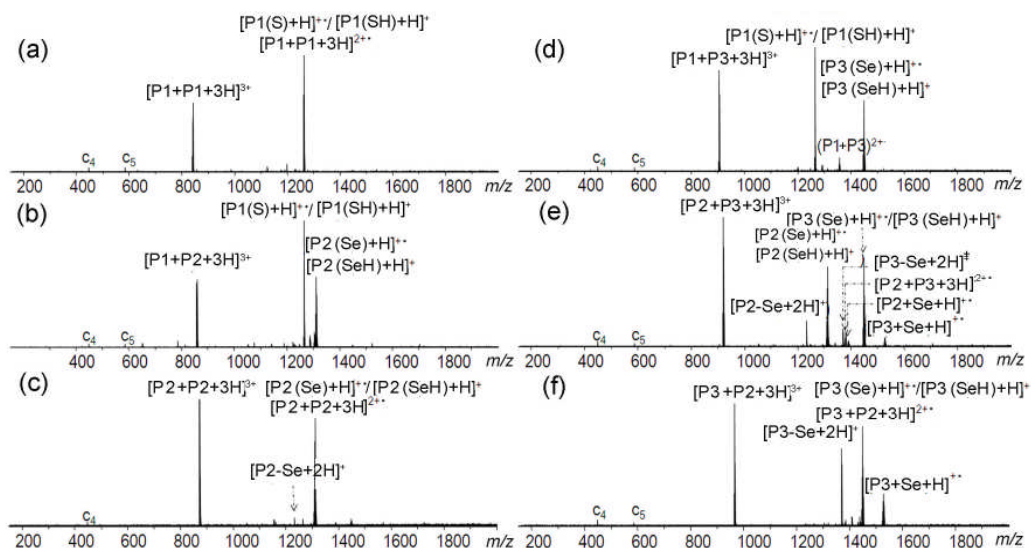 (a)
[P1(S)+H]⁺˙/ [P1(SH)+H]⁺
[P1+P1+3H]²⁺˙
[P1+P1+3H]³⁺
c₄ c₅
200 400 600 800 1000 1200 1400 1600 1800 m/z
(b)
[P1(S)+H]⁺˙/ [P1(SH)+H]⁺
[P2(Se)+H]⁺˙
[P1+P2+3H]³⁺
[P2(SeH)+H]⁺
c₄ c₅
200 400 600 800 1000 1200 1400 1600 1800 m/z
(c)
[P2+P2+3H]³⁺ [P2(Se)+H]⁺˙/[P2(SeH)+H]⁺
[P2+P2+3H]²⁺˙
[P2-Se+2H]⁺
c₄
200 400 600 800 1000 1200 1400 1600 1800 m/z
(d)
[P1(S)+H]⁺˙/ [P1(SH)+H]⁺
[P1+P3+3H]³⁺
[P3(Se)+H]⁺˙
[P3(SeH)+H]⁺
(P1+P3)²⁺
c₄ c₅
200 400 600 800 1000 1200 1400 1600 1800 m/z
(e)
[P2+P3+3H]³⁺
[P3(Se)+H]⁺˙/[P3(SeH)+H]⁺
[P2(Se)+H]⁺˙
[P2(SeH)+H]⁺
[P3-Se+2H]⁺
[P2+P3+3H]²⁺˙
[P2-Se+2H]⁺
[P2+Se+H]⁺˙
[P3+Se+H]⁺˙
c₄ c₅
200 400 600 800 1000 1200 1400 1600 1800 m/z
(f)
[P3+P2+3H]³⁺ [P3(Se)+H]⁺˙/[P3(SeH)+H]⁺
[P3+P2+3H]²⁺˙
[P3-Se+2H]⁺
[P3+Se+H]⁺˙
c₄ c₅
200 400 600 800 1000 1200 1400 1600 1800 m/z